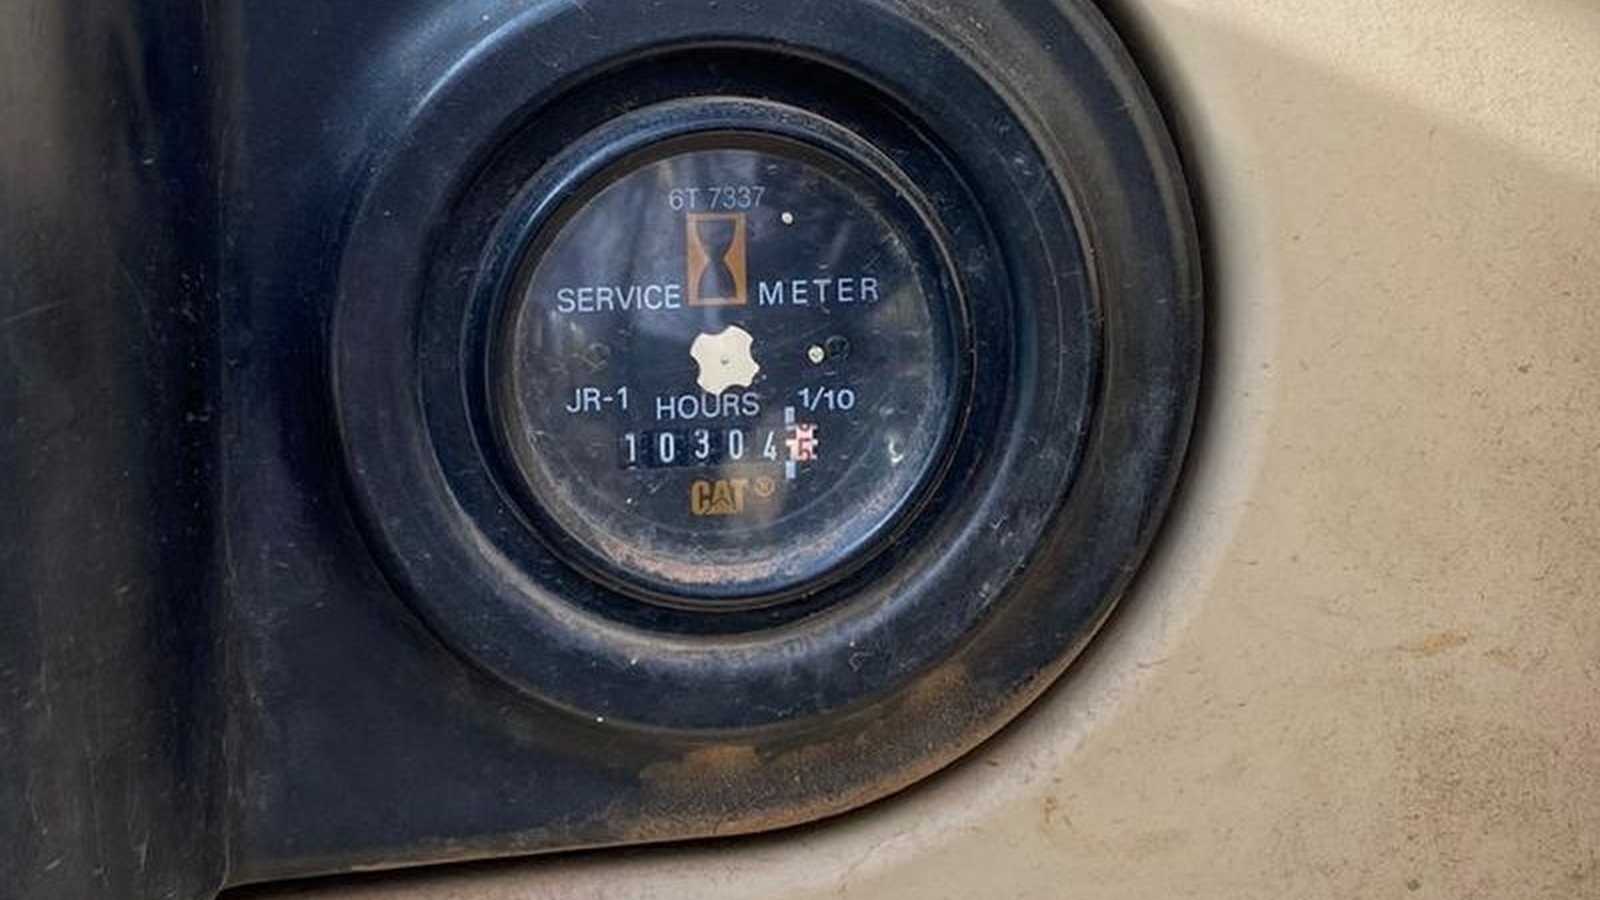 6T 7337
SERVICE METER
JR-1 HOURS 1/10
10304
CAT ®